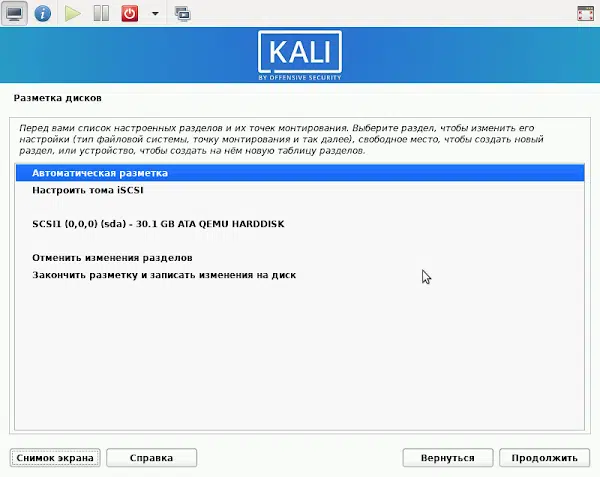 KALI
BY OFFENSIVE SECURITY
Разметка дисков
Перед вами список настроенных разделов и их точек монтирования. Выберите раздел, чтобы изменить его
настройки (тип файловой системы, точку монтирования и так далее), свободное место, чтобы создать новый
раздел, или устройство, чтобы создать на нём новую таблицу разделов.
Автоматическая разметка
Настроить тома iSCSI
SCSI1 (0,0,0) (sda) - 30.1 GB ATA QEMU HARDDISK
Отменить изменения разделов
Закончить разметку и записать изменения на диск
Снимок экрана
Справка
Вернуться
Продолжить